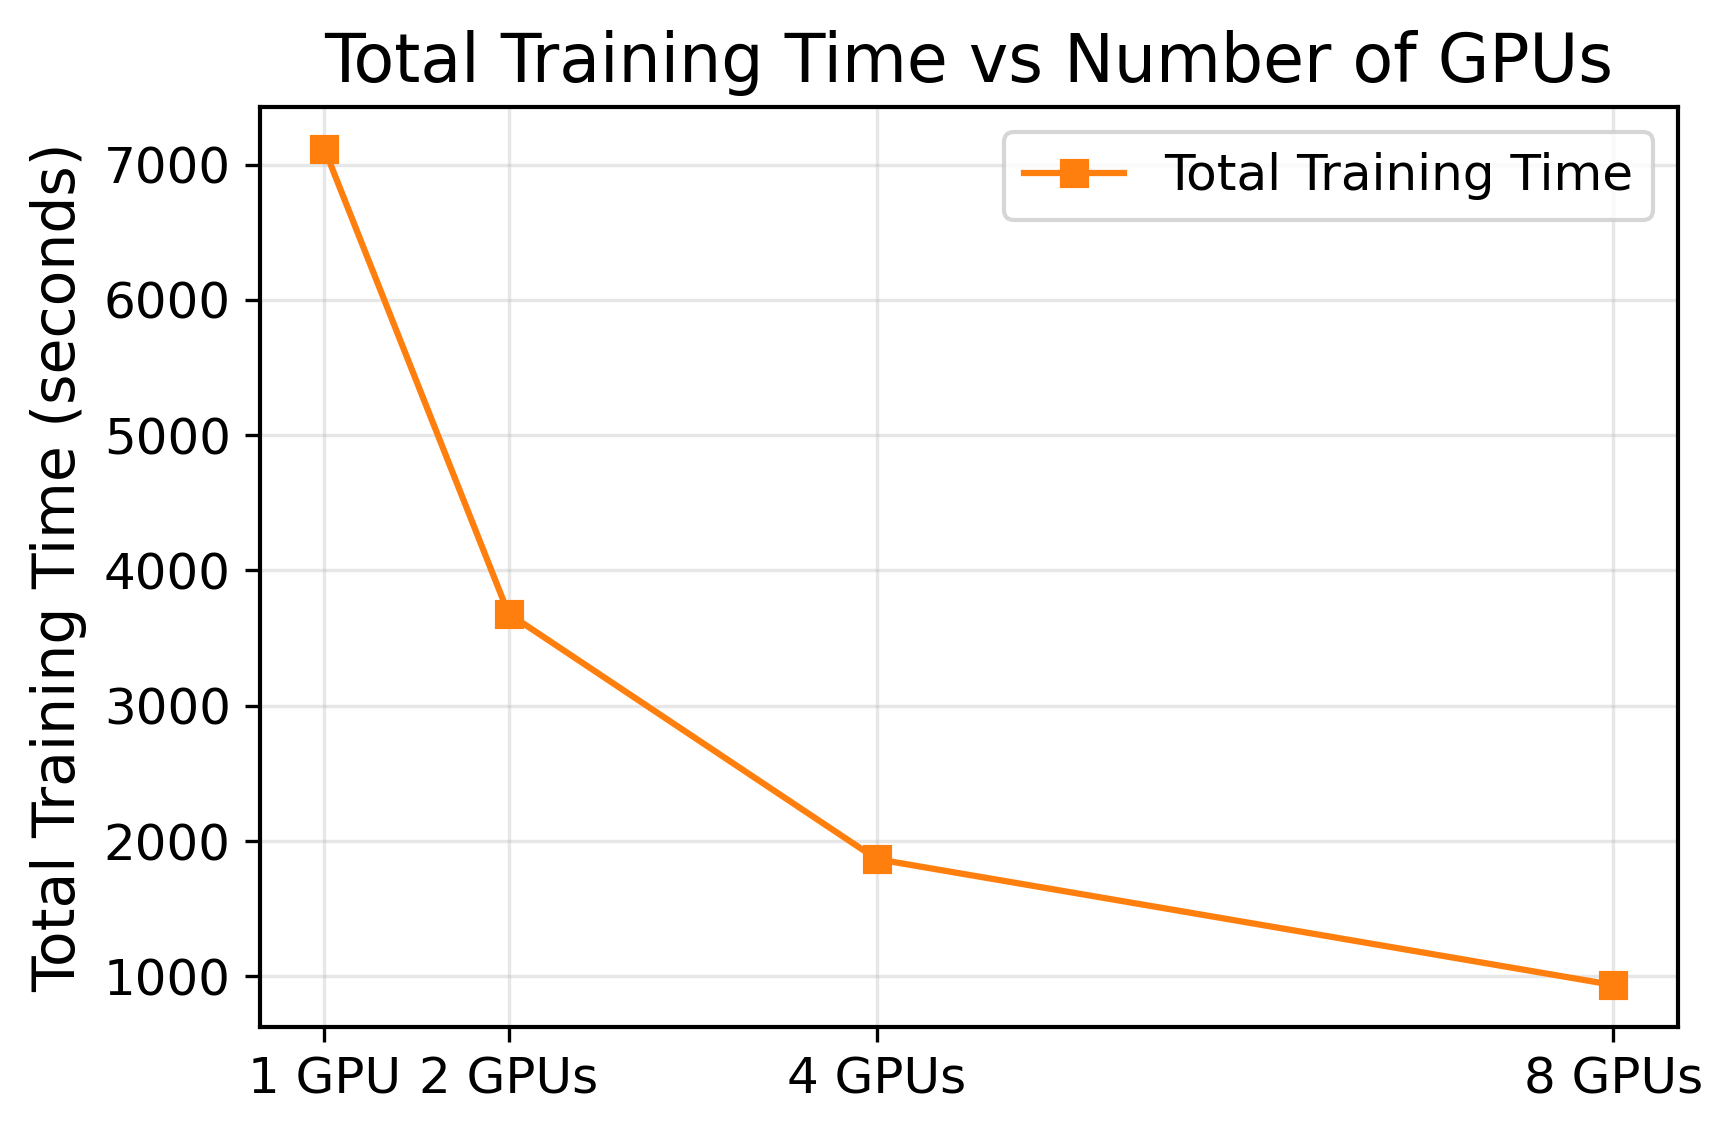 Total Training Time vs Number of GPUs
Total Training Time (seconds)
Total Training Time
7000
6000
5000
4000
3000
2000
1000
1 GPU 2 GPUs 4 GPUs 8 GPUs